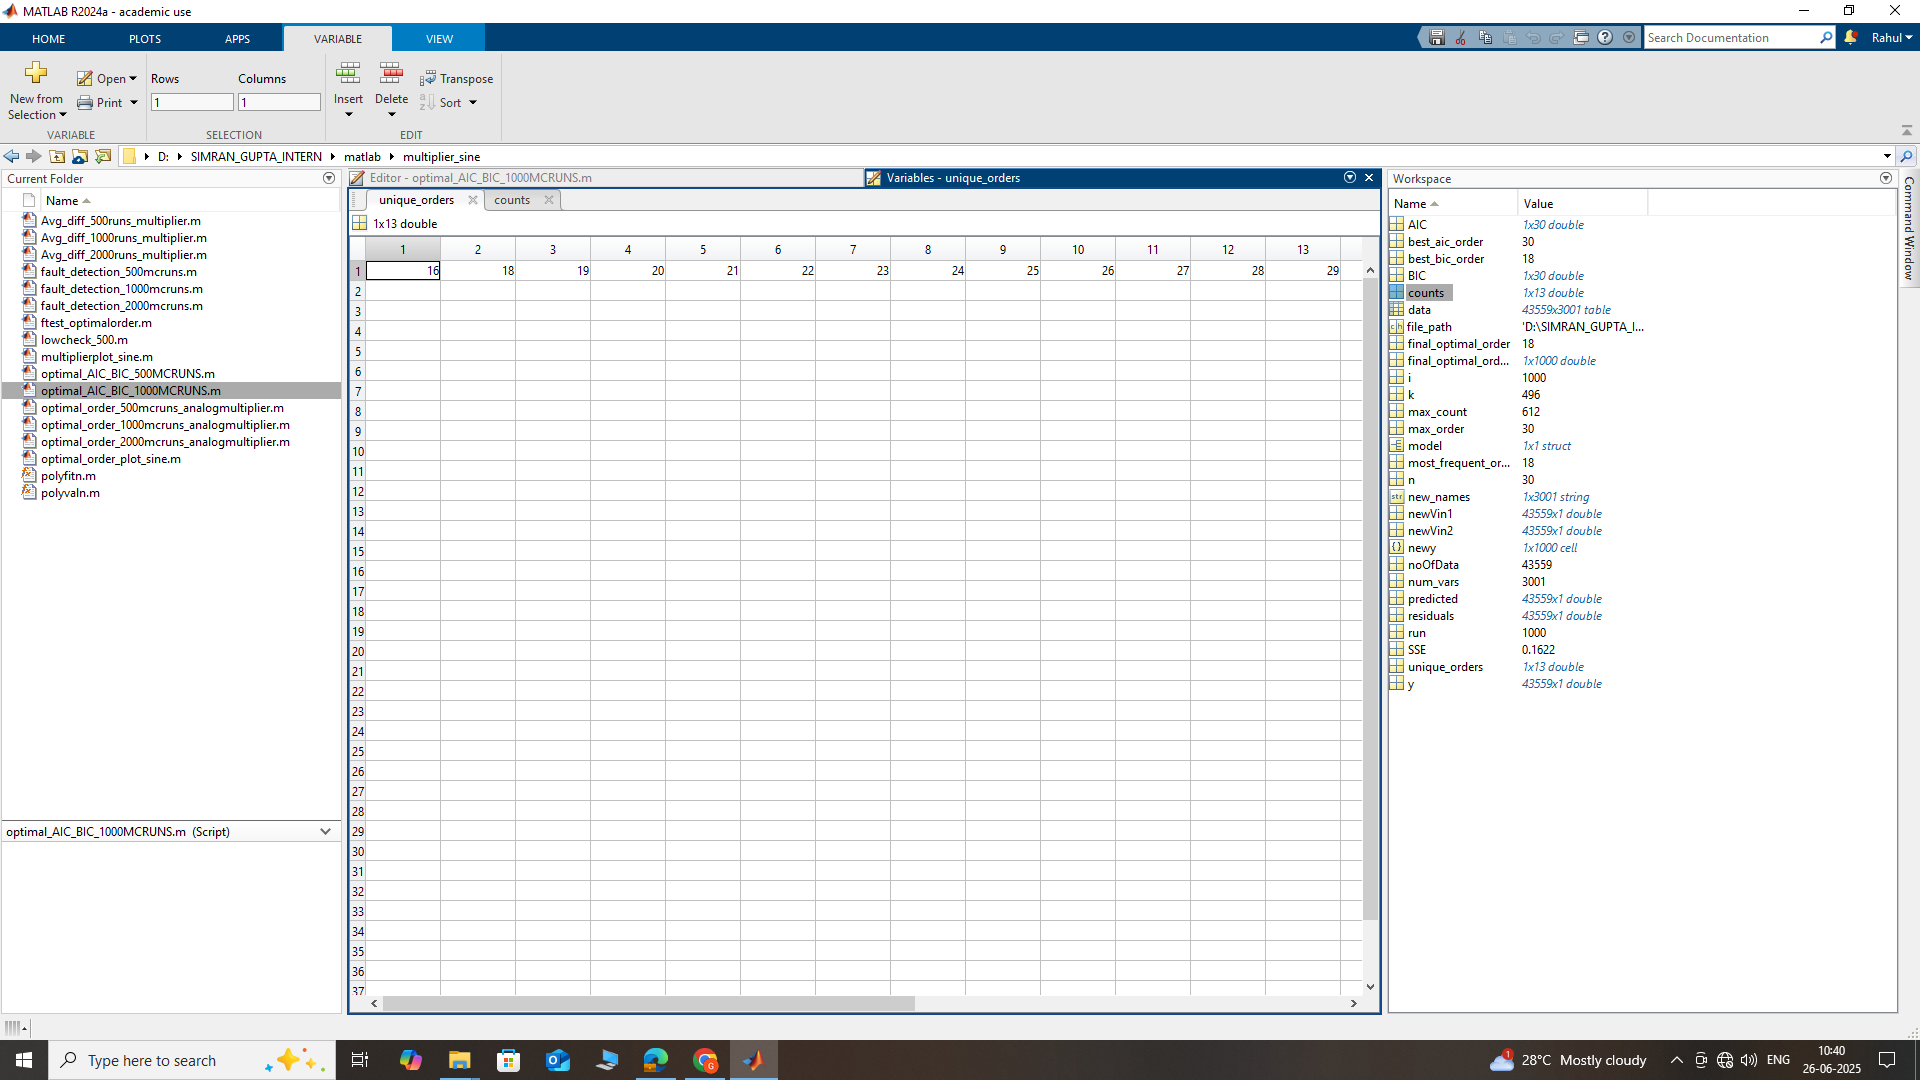 MATLAB R2024a - academic use
HOME PLOTS APPS VARIABLE VIEW
Search Documentation
Rahul
New from Selection
Open
Print
Rows Columns
1 1
Insert Delete
Transpose
Sort
VARIABLE SELECTION EDIT
D: SIMRAN_GUPTA_INTERN matlab multiplier_sine
Current Folder
Name
Avg_diff_500runs_multiplier.m
Avg_diff_1000runs_multiplier.m
Avg_diff_2000runs_multiplier.m
fault_detection_500mcruns.m
fault_detection_1000mcruns.m
fault_detection_2000mcruns.m
ftest_optimalorder.m
lowcheck_500.m
multiplierplot_sine.m
optimal_AIC_BIC_500MCRUNS.m
optimal_AIC_BIC_1000MCRUNS.m
optimal_order_500mcruns_analogmultiplier.m
optimal_order_1000mcruns_analogmultiplier.m
optimal_order_2000mcruns_analogmultiplier.m
optimal_order_plot_sine.m
polyfitn.m
polyvaln.m
optimal_AIC_BIC_1000MCRUNS.m (Script)
Editor - optimal_AIC_BIC_1000MCRUNS.m
Variables - unique_orders
unique_orders counts
1x13 double
1 2 3 4 5 6 7 8 9 10 11 12 13
1 16 18 19 20 21 22 23 24 25 26 27 28 29
2
3
4
5
6
7
8
9
10
11
12
13
14
15
16
17
18
19
20
21
22
23
24
25
26
27
28
29
30
31
32
33
34
35
36
37
Workspace
Name Value
AIC 1x30 double
best_aic_order 30
best_bic_order 18
BIC 1x30 double
counts 1x13 double
data 43559x3001 table
file_path 'D:\SIMRAN_GUPTA_I...
final_optimal_order 18
final_optimal_ord... 1x1000 double
i 1000
k 496
max_count 612
max_order 30
model 1x1 struct
most_frequent_or... 18
n 30
new_names 1x3001 string
newVin1 43559x1 double
newVin2 43559x1 double
newy 1x1000 cell
noOfData 43559
num_vars 3001
predicted 43559x1 double
residuals 43559x1 double
run 1000
SSE 0.1622
unique_orders 1x13 double
y 43559x1 double
Command Window
Type here to search
28°C Mostly cloudy
ENG
10:40
26-06-2025